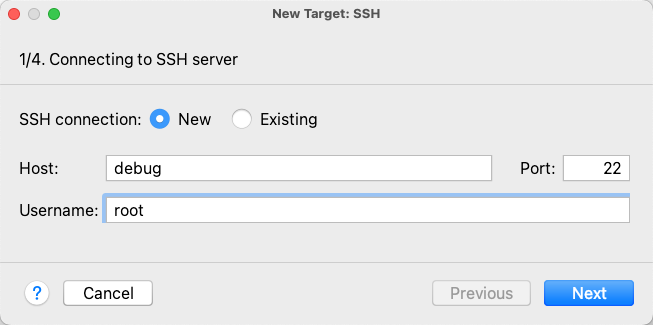 New Target: SSH
1/4. Connecting to SSH server
SSH connection: New Existing
Host: debug Port: 22
Username: root
? Cancel Previous Next